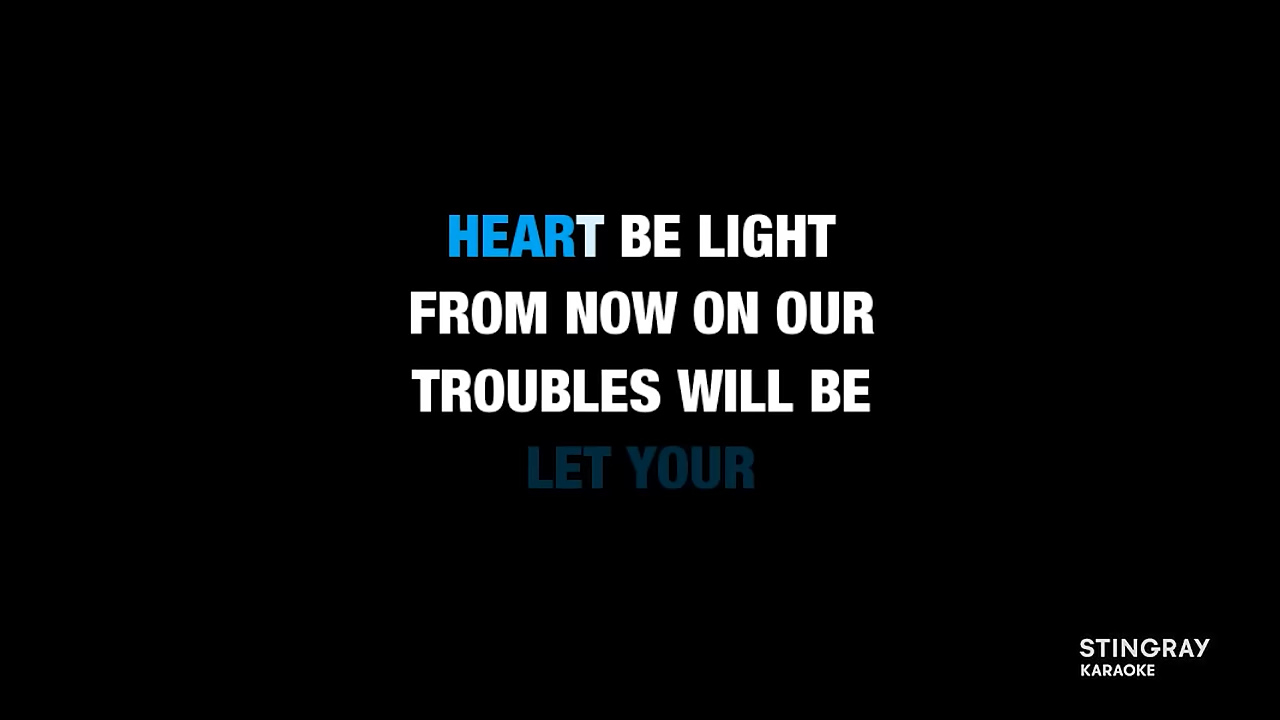 HEART BE LIGHT
FROM NOW ON OUR
TROUBLES WILL BE
LET YOUR
STINGRAY
KARAOKE